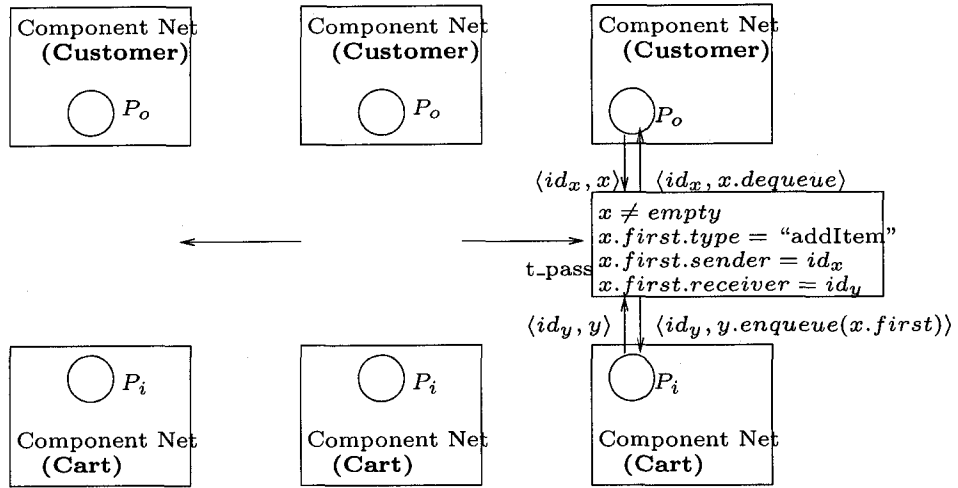 Component Net
(Customer)
P_o
Component Net
(Customer)
P_o
Component Net
(Customer)
P_o
⟨id_x, x⟩
⟨id_x, x.dequeue⟩
t_pass
x ≠ empty
x.first.type = “addItem”
x.first.sender = id_x
x.first.receiver = id_y
⟨id_y, y⟩
⟨id_y, y.enqueue(x.first)⟩
P_i
Component Net
(Cart)
P_i
Component Net
(Cart)
P_i
Component Net
(Cart)